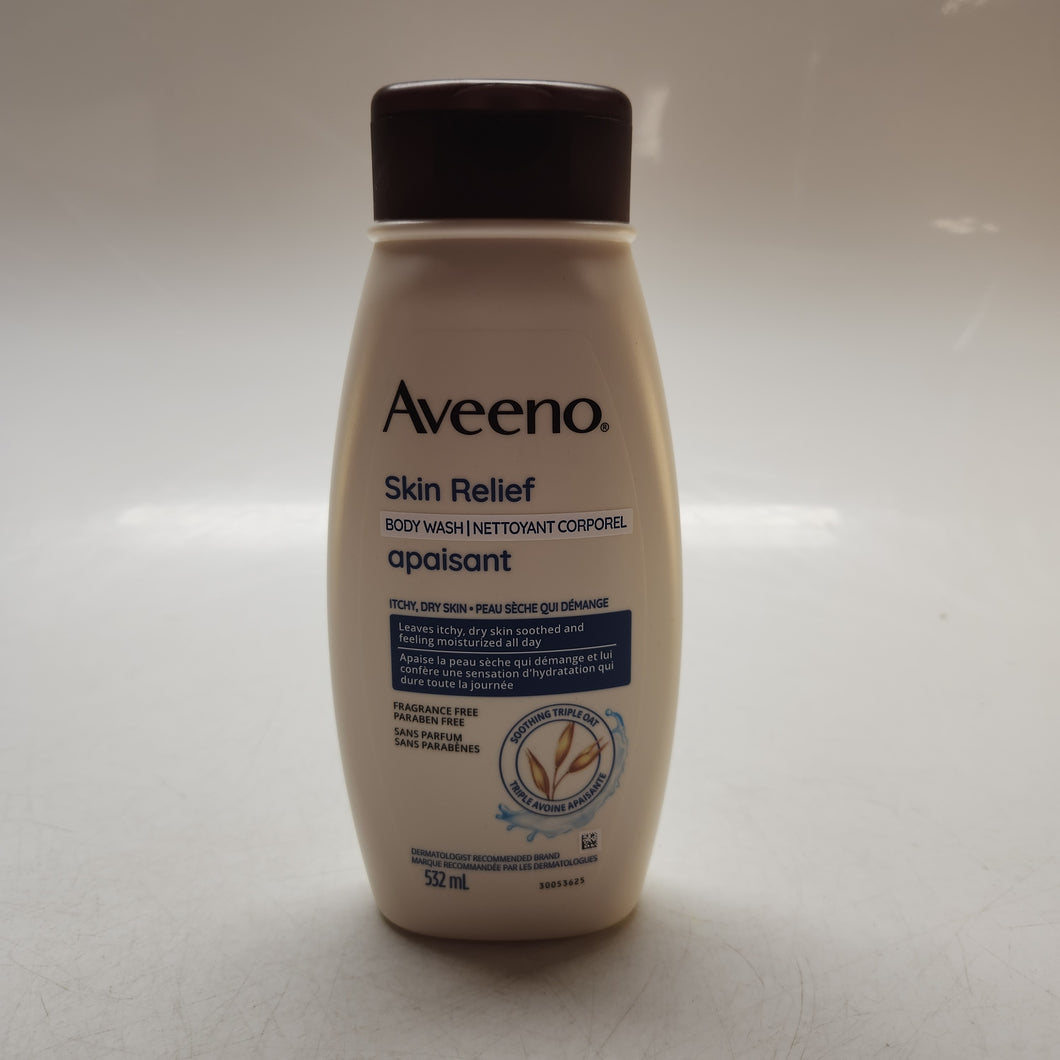 Aveeno®
Skin Relief
BODY WASH | NETTOYANT CORPOREL
apaisant
ITCHY, DRY SKIN • PEAU SÈCHE QUI DÉMANGE
Leaves itchy, dry skin soothed and
feeling moisturized all day
Apaise la peau sèche qui démange et lui
confère une sensation d'hydratation qui
dure toute la journée
FRAGRANCE FREE
PARABEN FREE
SANS PARFUM
SANS PARABÈNES
SOOTHING TRIPLE OAT
TRIPLE AVOINE APAISANTE
DERMATOLOGIST RECOMMENDED BRAND
MARQUE RECOMMANDÉE PAR LES DERMATOLOGUES
532 mL
30053625